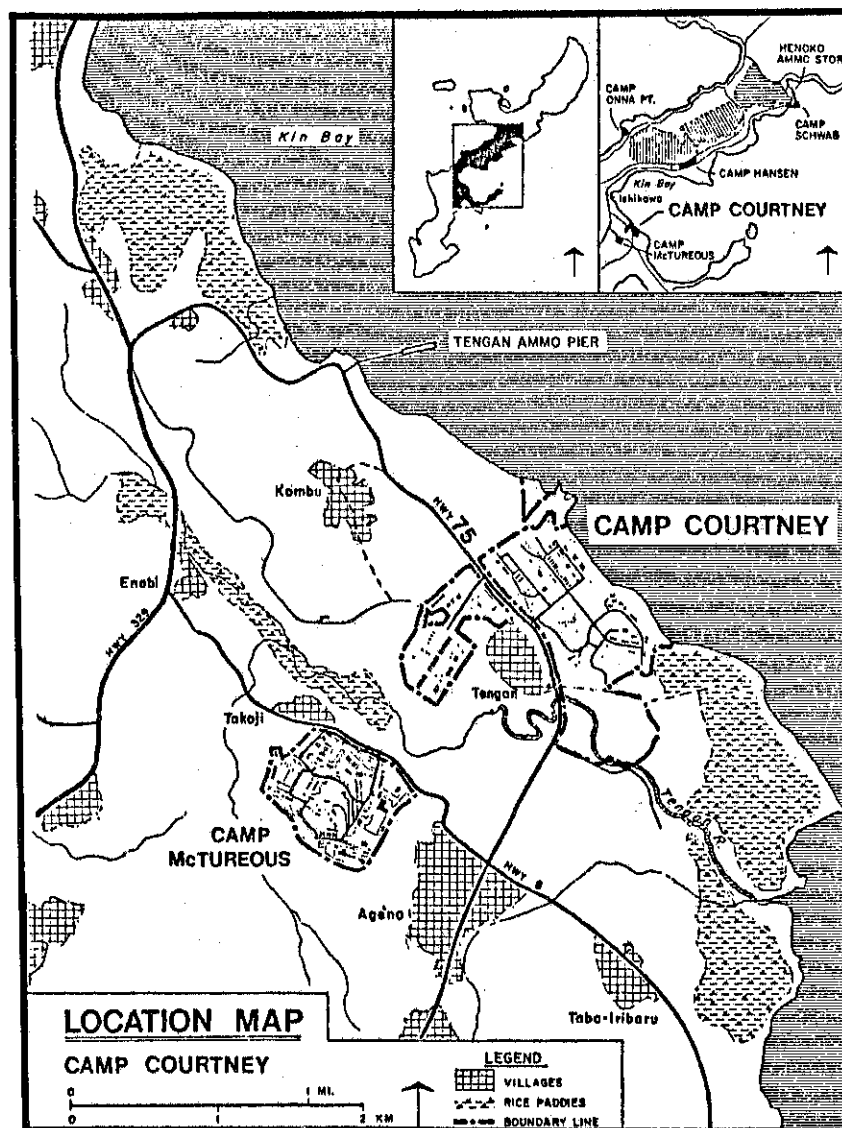 Kin Bay
HENOKO
AMMO STOR
CAMP
ONNA PT.
CAMP
SCHWAB
CAMP HANSEN
Kin Bay
Ishikawa
CAMP COURTNEY
CAMP
McTUREOUS
TENGAN AMMO PIER
Kombu
HWY 75
CAMP COURTNEY
Enobi
HWY 329
Tengan
Takoji
Tengan R.
CAMP
McTUREOUS
HWY 8
Agena
Taba-Iribaru
LOCATION MAP
CAMP COURTNEY
0 1 MI.
0 1 2 KM
LEGEND
VILLAGES
RICE PADDIES
BOUNDARY LINE